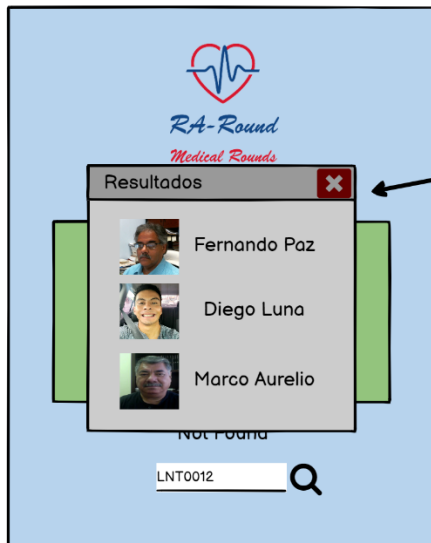 RA-Round
Medical Rounds
Resultados
Fernando Paz
Diego Luna
Marco Aurelio
Not Found
LNT0012